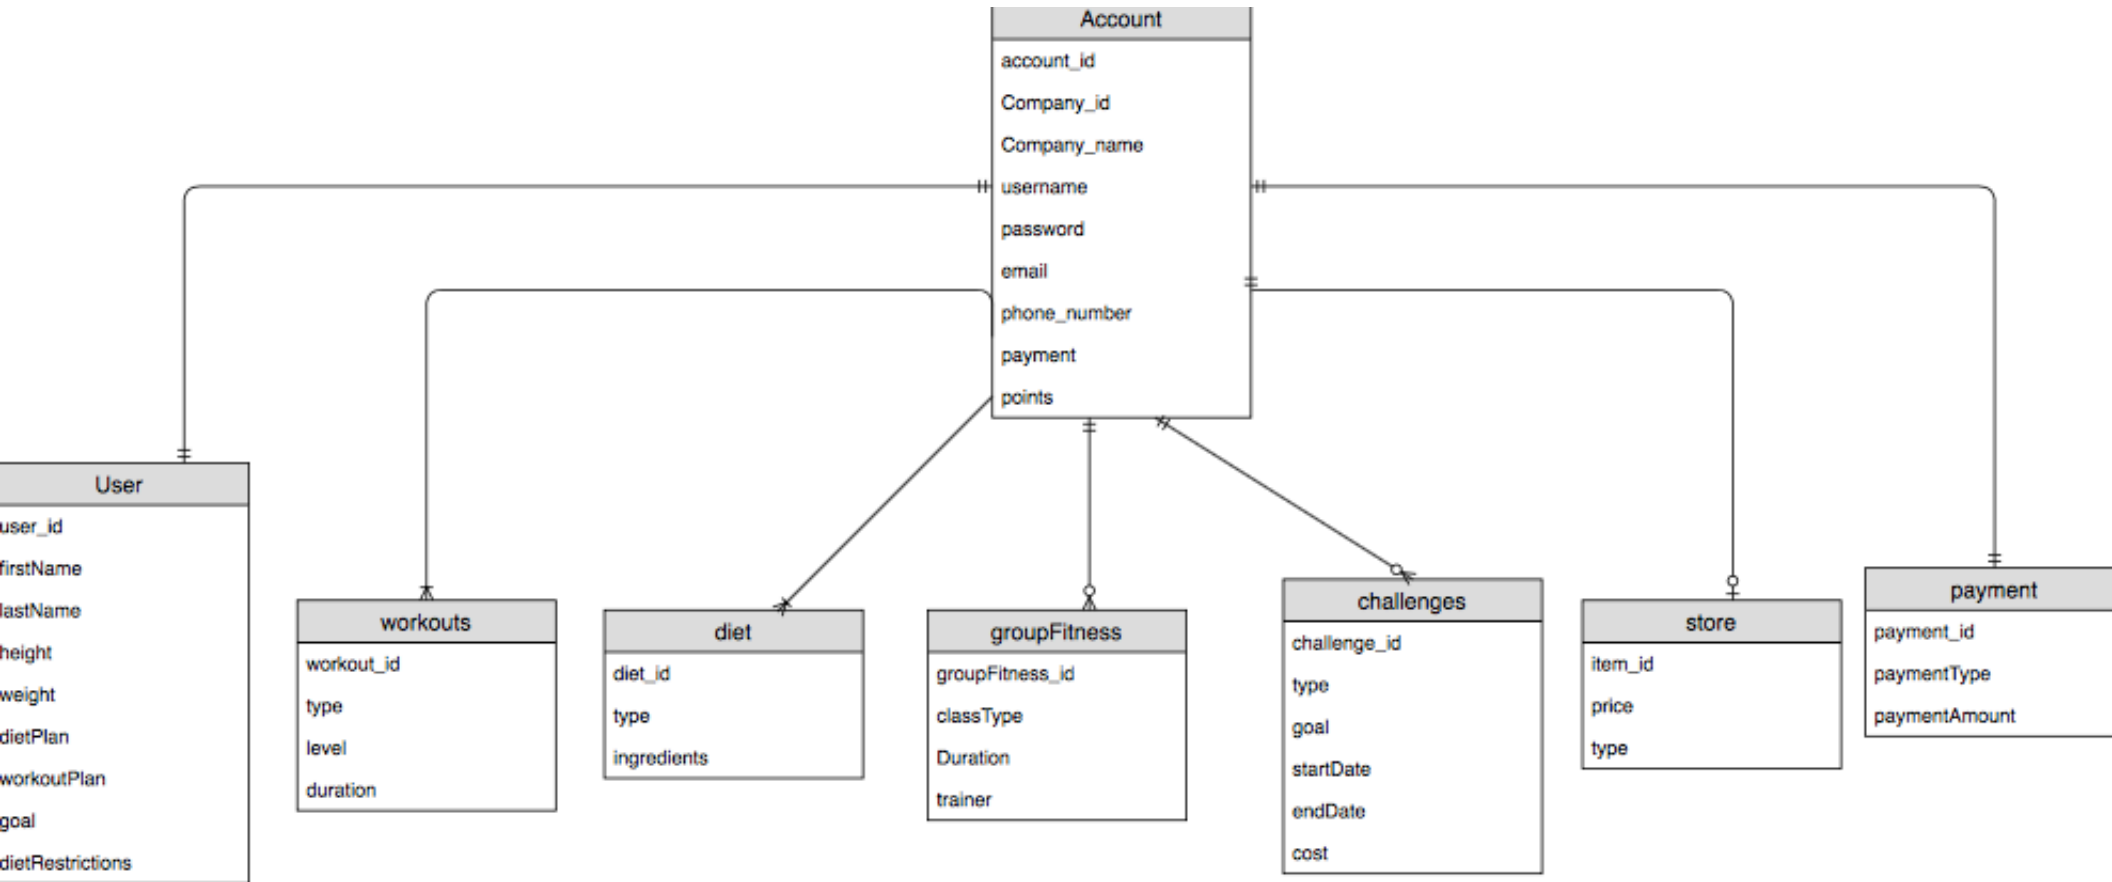 Account
account_id
Company_id
Company_name
username
password
email
phone_number
payment
points
User
user_id
firstName
lastName
height
weight
dietPlan
workoutPlan
goal
dietRestrictions
workouts
workout_id
type
level
duration
diet
diet_id
type
ingredients
groupFitness
groupFitness_id
classType
Duration
trainer
challenges
challenge_id
type
goal
startDate
endDate
cost
store
item_id
price
type
payment
payment_id
paymentType
paymentAmount